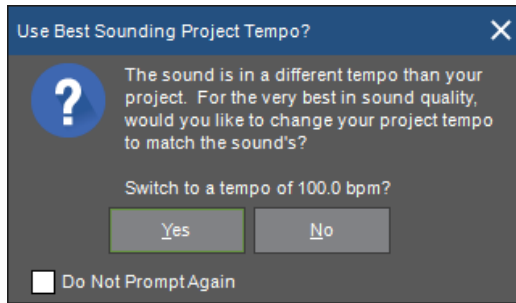 Use Best Sounding Project Tempo?
The sound is in a different tempo than your
project. For the very best in sound quality,
would you like to change your project tempo
to match the sound's?
Switch to a tempo of 100.0 bpm?
Yes
No
Do Not Prompt Again